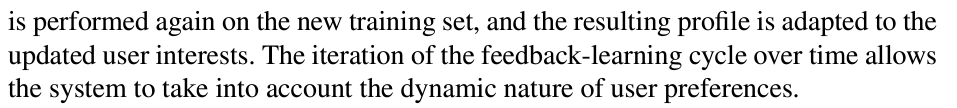 is performed again on the new training set, and the resulting profile is adapted to the
updated user interests. The iteration of the feedback-learning cycle over time allows
the system to take into account the dynamic nature of user preferences.